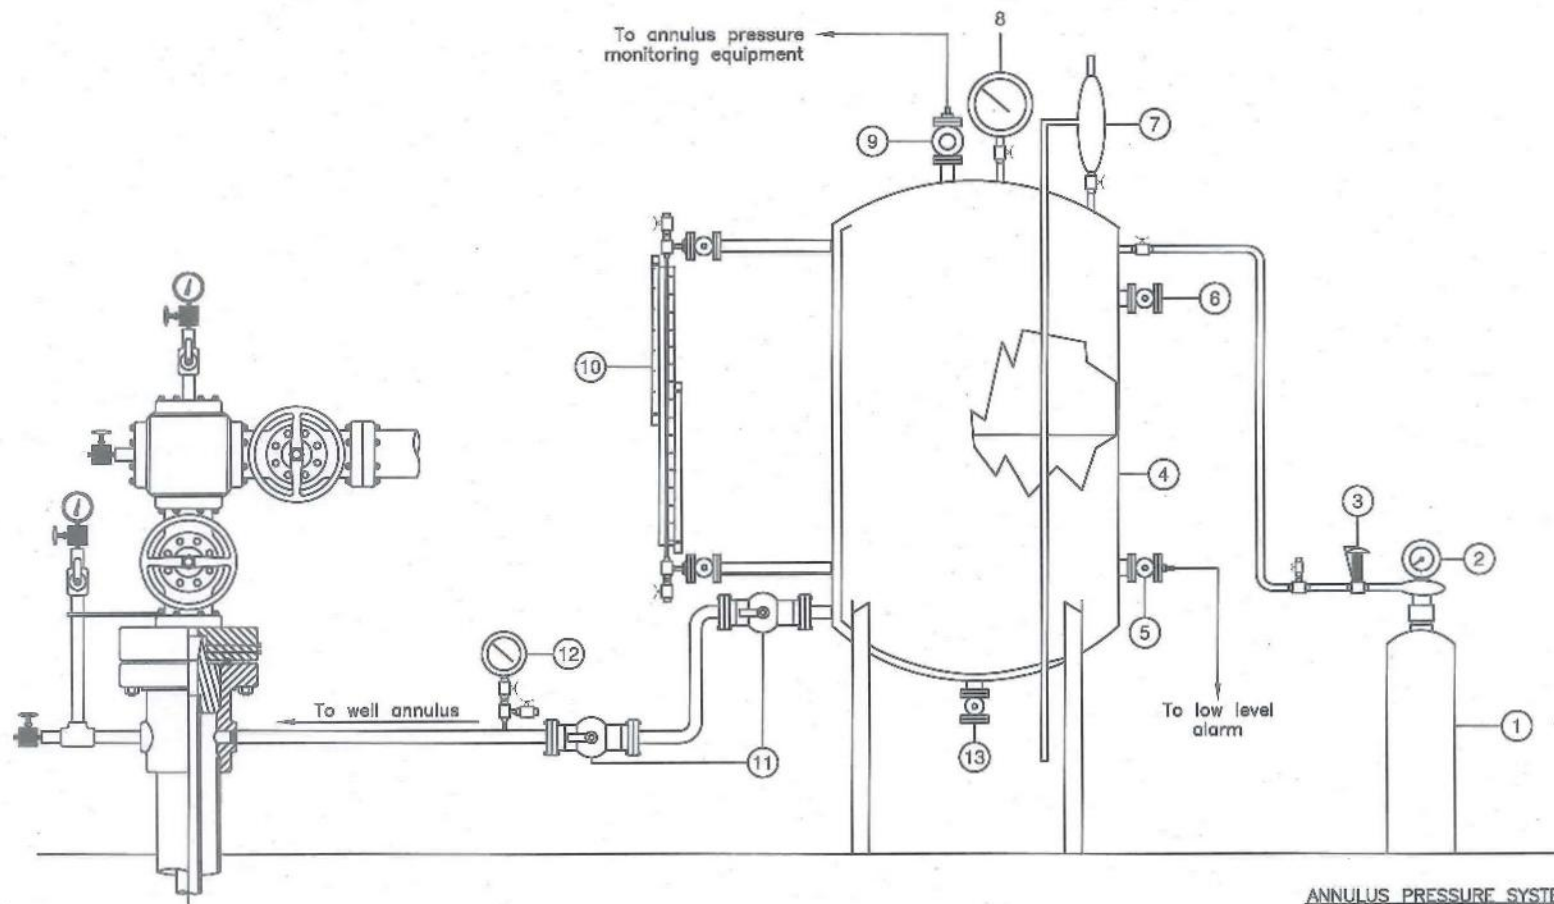 To annulus pressure
monitoring equipment
8
9
7
6
10
4
3
2
12
5
To well annulus
To low level
alarm
1
11
13
ANNULUS PRESSURE SYSTE